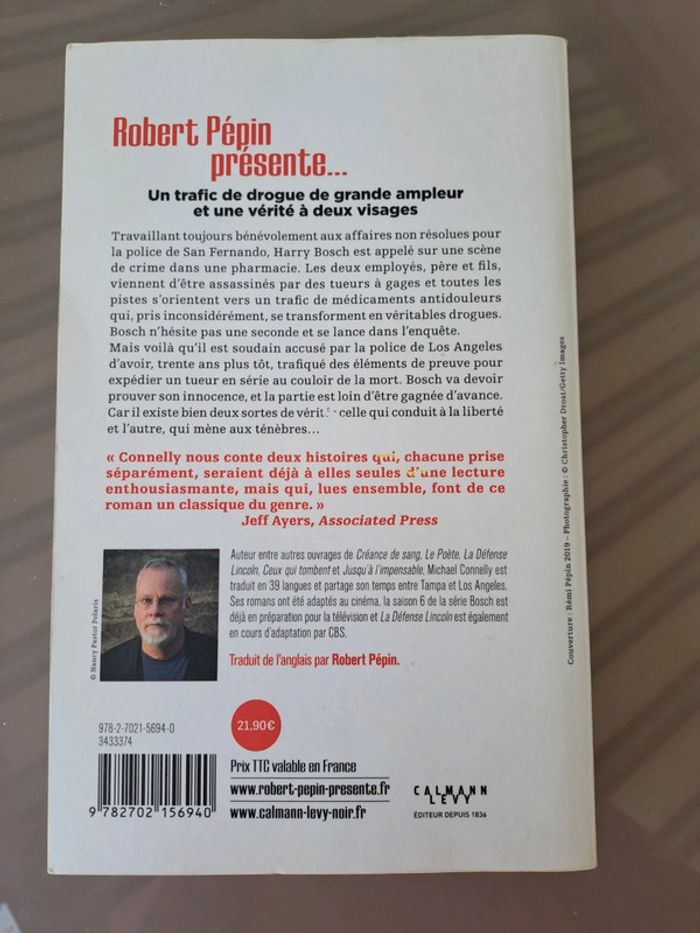 Robert Pépin
présente...
Un trafic de drogue de grande ampleur
et une vérité à deux visages
Travaillant toujours bénévolement aux affaires non résolues pour
la police de San Fernando, Harry Bosch est appelé sur une scène
de crime dans une pharmacie. Les deux employés, père et fils,
viennent d'être assassinés par des tueurs à gages et toutes les
pistes s'orientent vers un trafic de médicaments antidouleurs
qui, pris inconsidérément, se transforment en véritables drogues.
Bosch n'hésite pas une seconde et se lance dans l'enquête.
Mais voilà qu'il est soudain accusé par la police de Los Angeles
d'avoir, trente ans plus tôt, trafiqué des éléments de preuve pour
expédier un tueur en série au couloir de la mort. Bosch va devoir
prouver son innocence, et la partie est loin d'être gagnée d'avance.
Car il existe bien deux sortes de celle qui conduit à la liberté
et l'autre, qui mène aux ténèbres...
« Connelly nous conte deux histoires qui, chacune prise
séparément, seraient déjà à elles seules d'une lecture
enthousiasmante, mais qui, lues ensemble, font de ce
roman un classique du genre. »
Jeff Ayers, Associated Press
Auteur entre autres ouvrages de Créance de sang, Le Poète, La Défense
Lincoln, Ceux qui tombent et Jusqu'à l'impensable, Michael Connelly est
traduit en 39 langues et partage son temps entre Tampa et Los Angeles.
Ses romans ont été adaptés au cinéma, la saison 6 de la série Bosch est
déjà en préparation pour la télévision et La Défense Lincoln est également
en cours d'adaptation par CBS.
Traduit de l'anglais par Robert Pépin.
© Nancy Pastor Polaris
978-2-7021-5694-0
3433374
9 782702 156940
21,90€
Prix TTC valable en France
www.robert-pepin-presente.fr
www.calmann-levy-noir.fr
CALMANN
LEVY
ÉDITEUR DEPUIS 1836
Couverture : Rémi Pépin 2019 – Photographie : © Christopher Drost/Getty Images